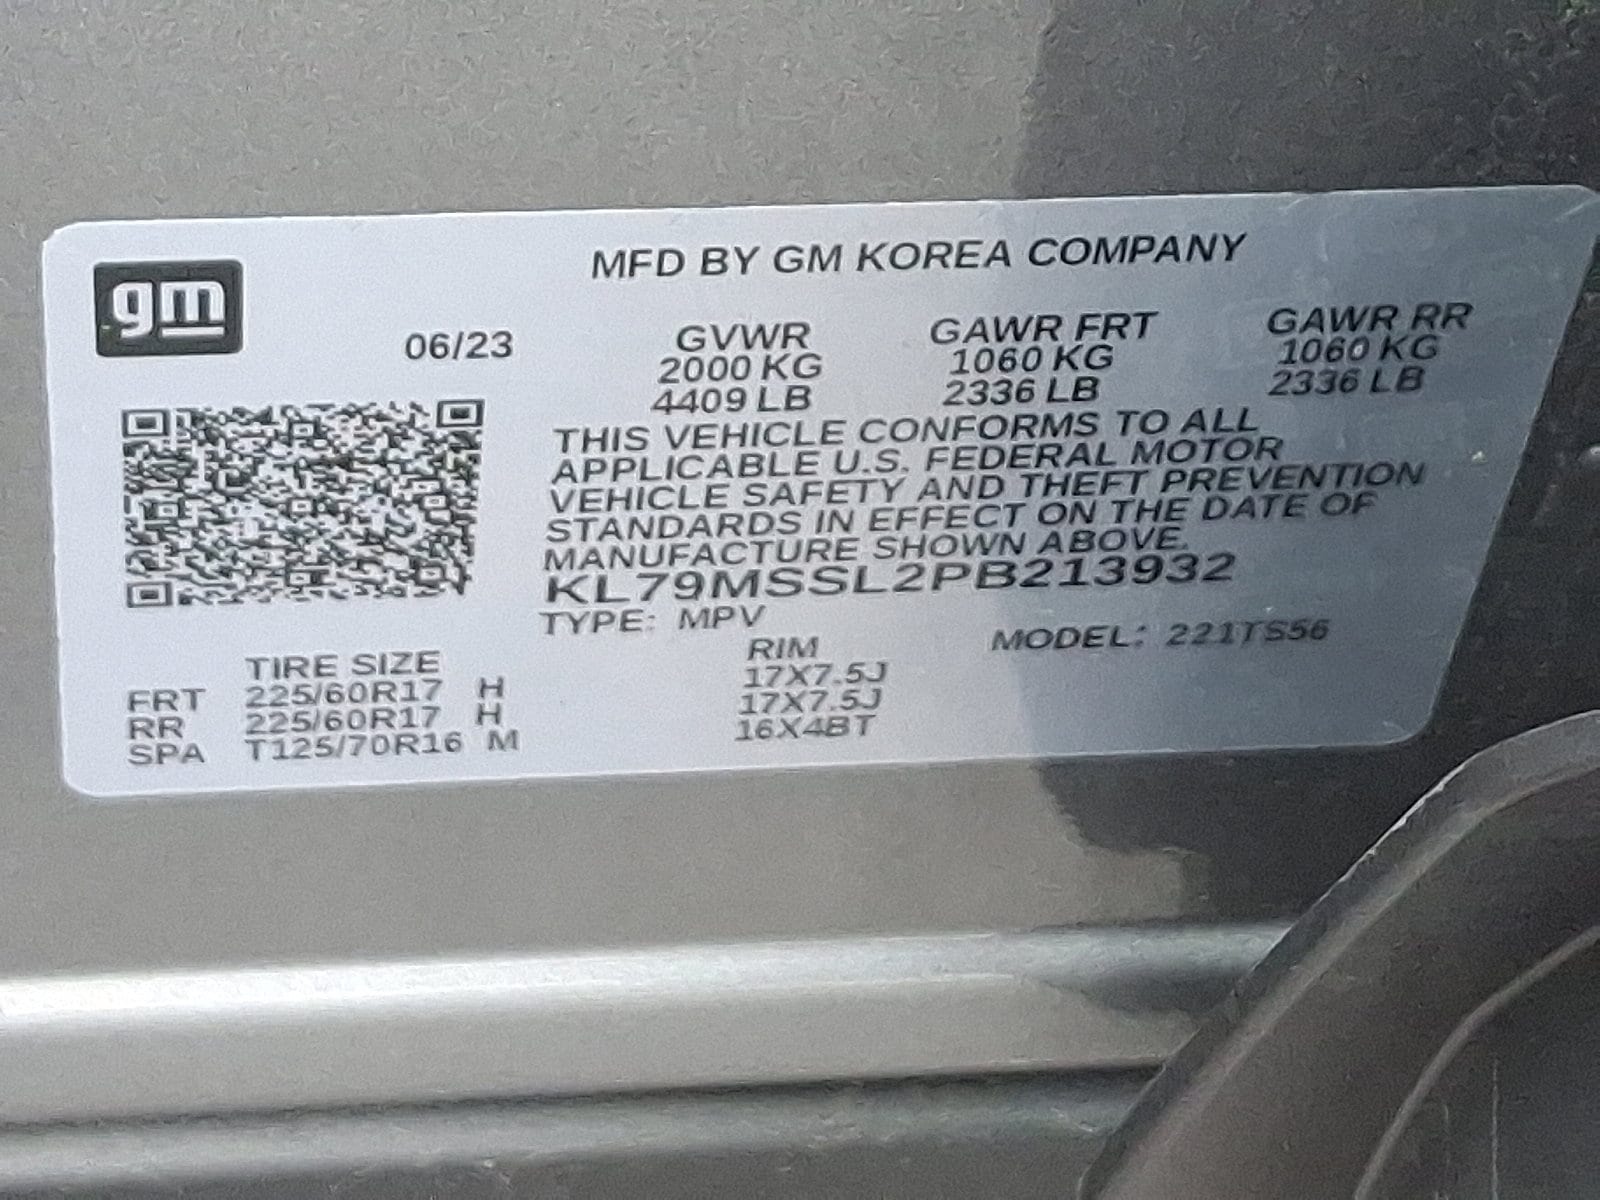 gm
MFD BY GM KOREA COMPANY
06/23
GVWR GAWR FRT GAWR RR
2000 KG 1060 KG 1060 KG
4409 LB 2336 LB 2336 LB
THIS VEHICLE CONFORMS TO ALL
APPLICABLE U.S. FEDERAL MOTOR
VEHICLE SAFETY AND THEFT PREVENTION
STANDARDS IN EFFECT ON THE DATE OF
MANUFACTURE SHOWN ABOVE.
KL79MSSL2PB213932
TYPE: MPV MODEL: 221TS56
TIRE SIZE RIM
FRT 225/60R17 H 17X7.5J
RR 225/60R17 H 17X7.5J
SPA T125/70R16 M 16X4BT